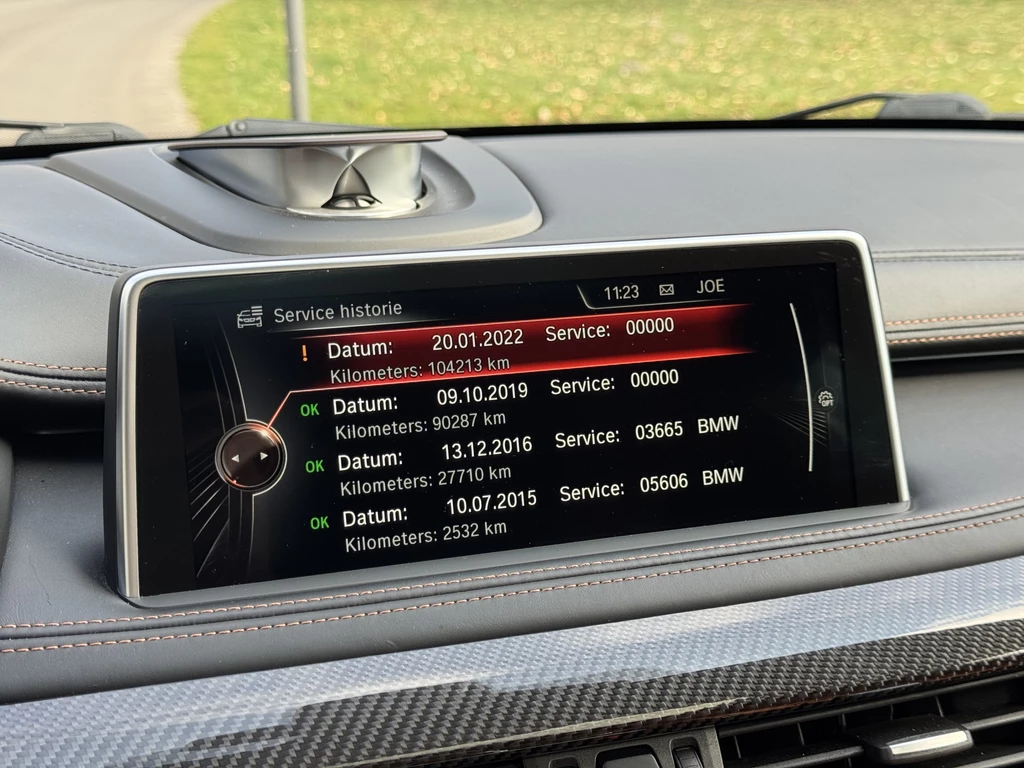 Service historie 11:23 JOE
! Datum: 20.01.2022 Service: 00000
Kilometers: 104213 km
OK Datum: 09.10.2019 Service: 00000
Kilometers: 90287 km
OK Datum: 13.12.2016 Service: 03665 BMW
Kilometers: 27710 km
OK Datum: 10.07.2015 Service: 05606 BMW
Kilometers: 2532 km
OPT